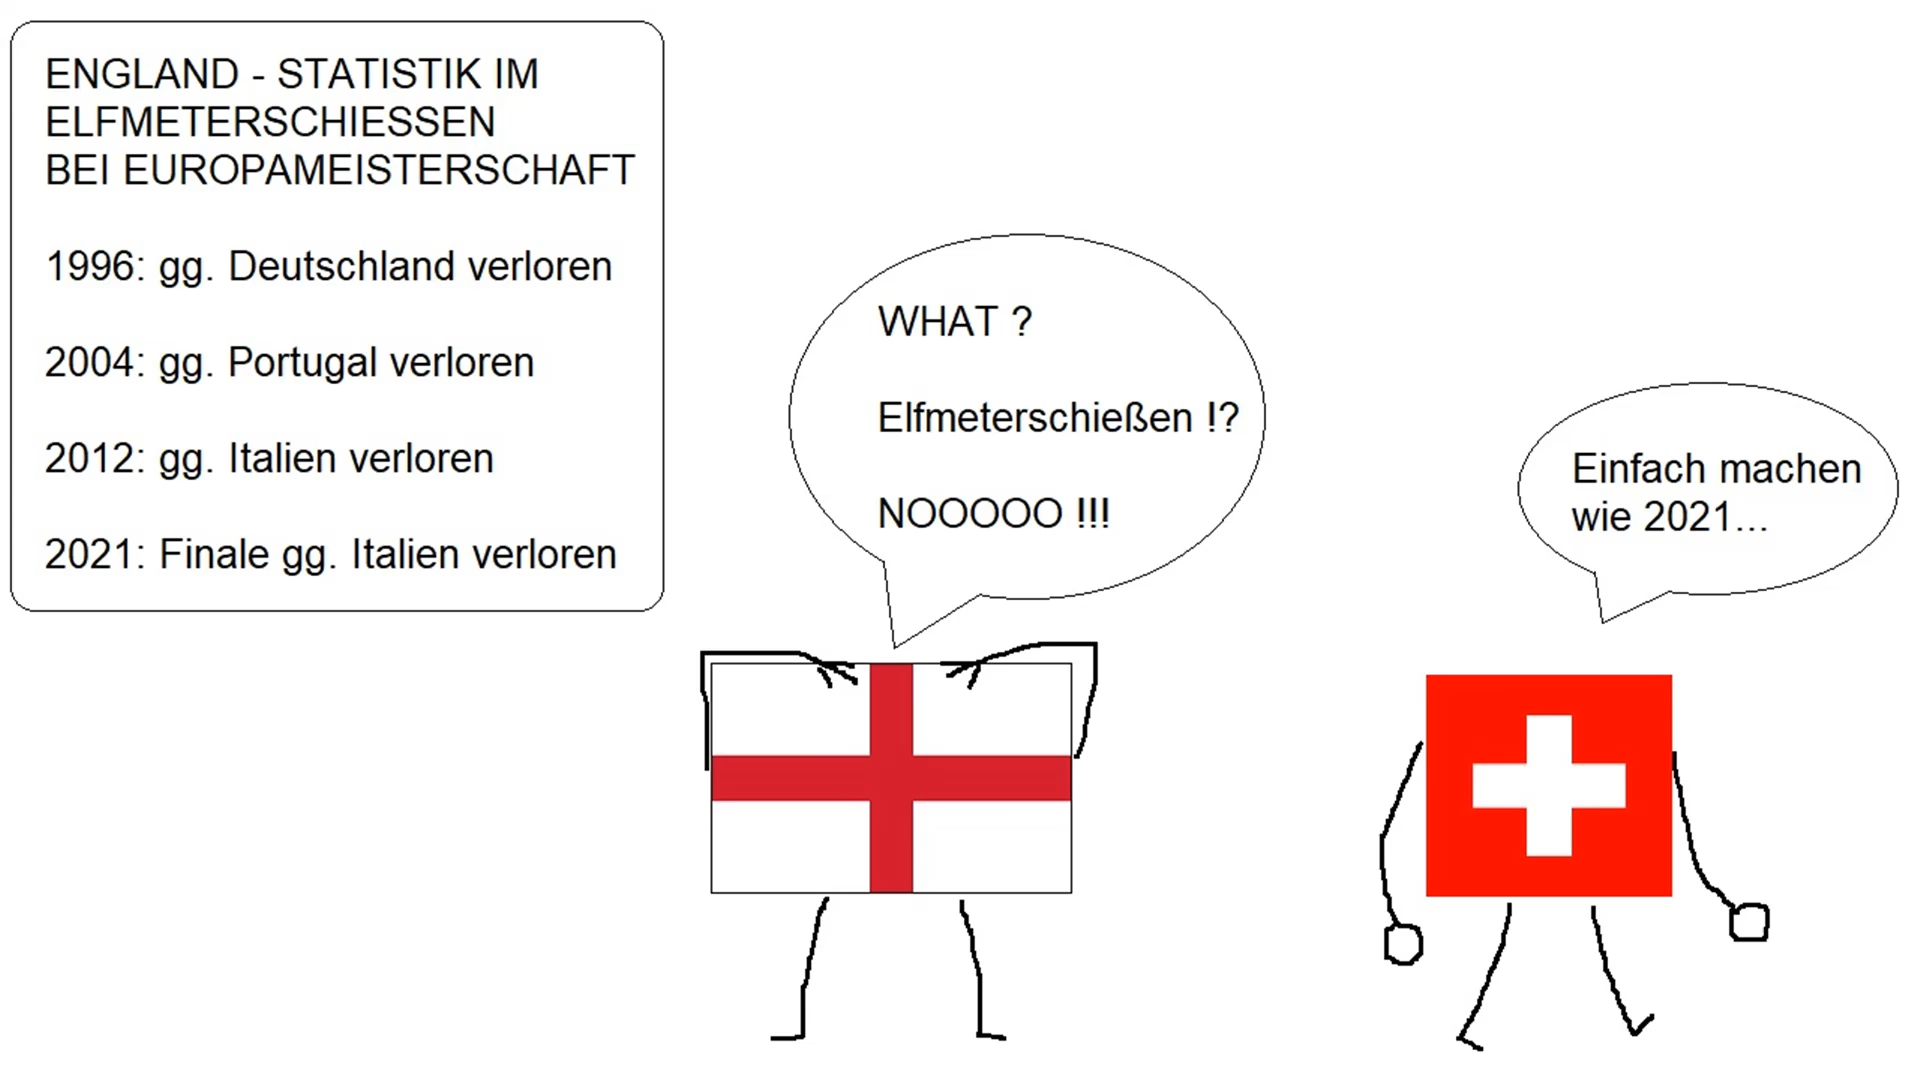 ENGLAND - STATISTIK IM
ELFMETERSCHIESSEN
BEI EUROPAMEISTERSCHAFT
1996: gg. Deutschland verloren
2004: gg. Portugal verloren
2012: gg. Italien verloren
2021: Finale gg. Italien verloren
WHAT ?
Elfmeterschießen !?
NOOOOO !!!
Einfach machen
wie 2021...